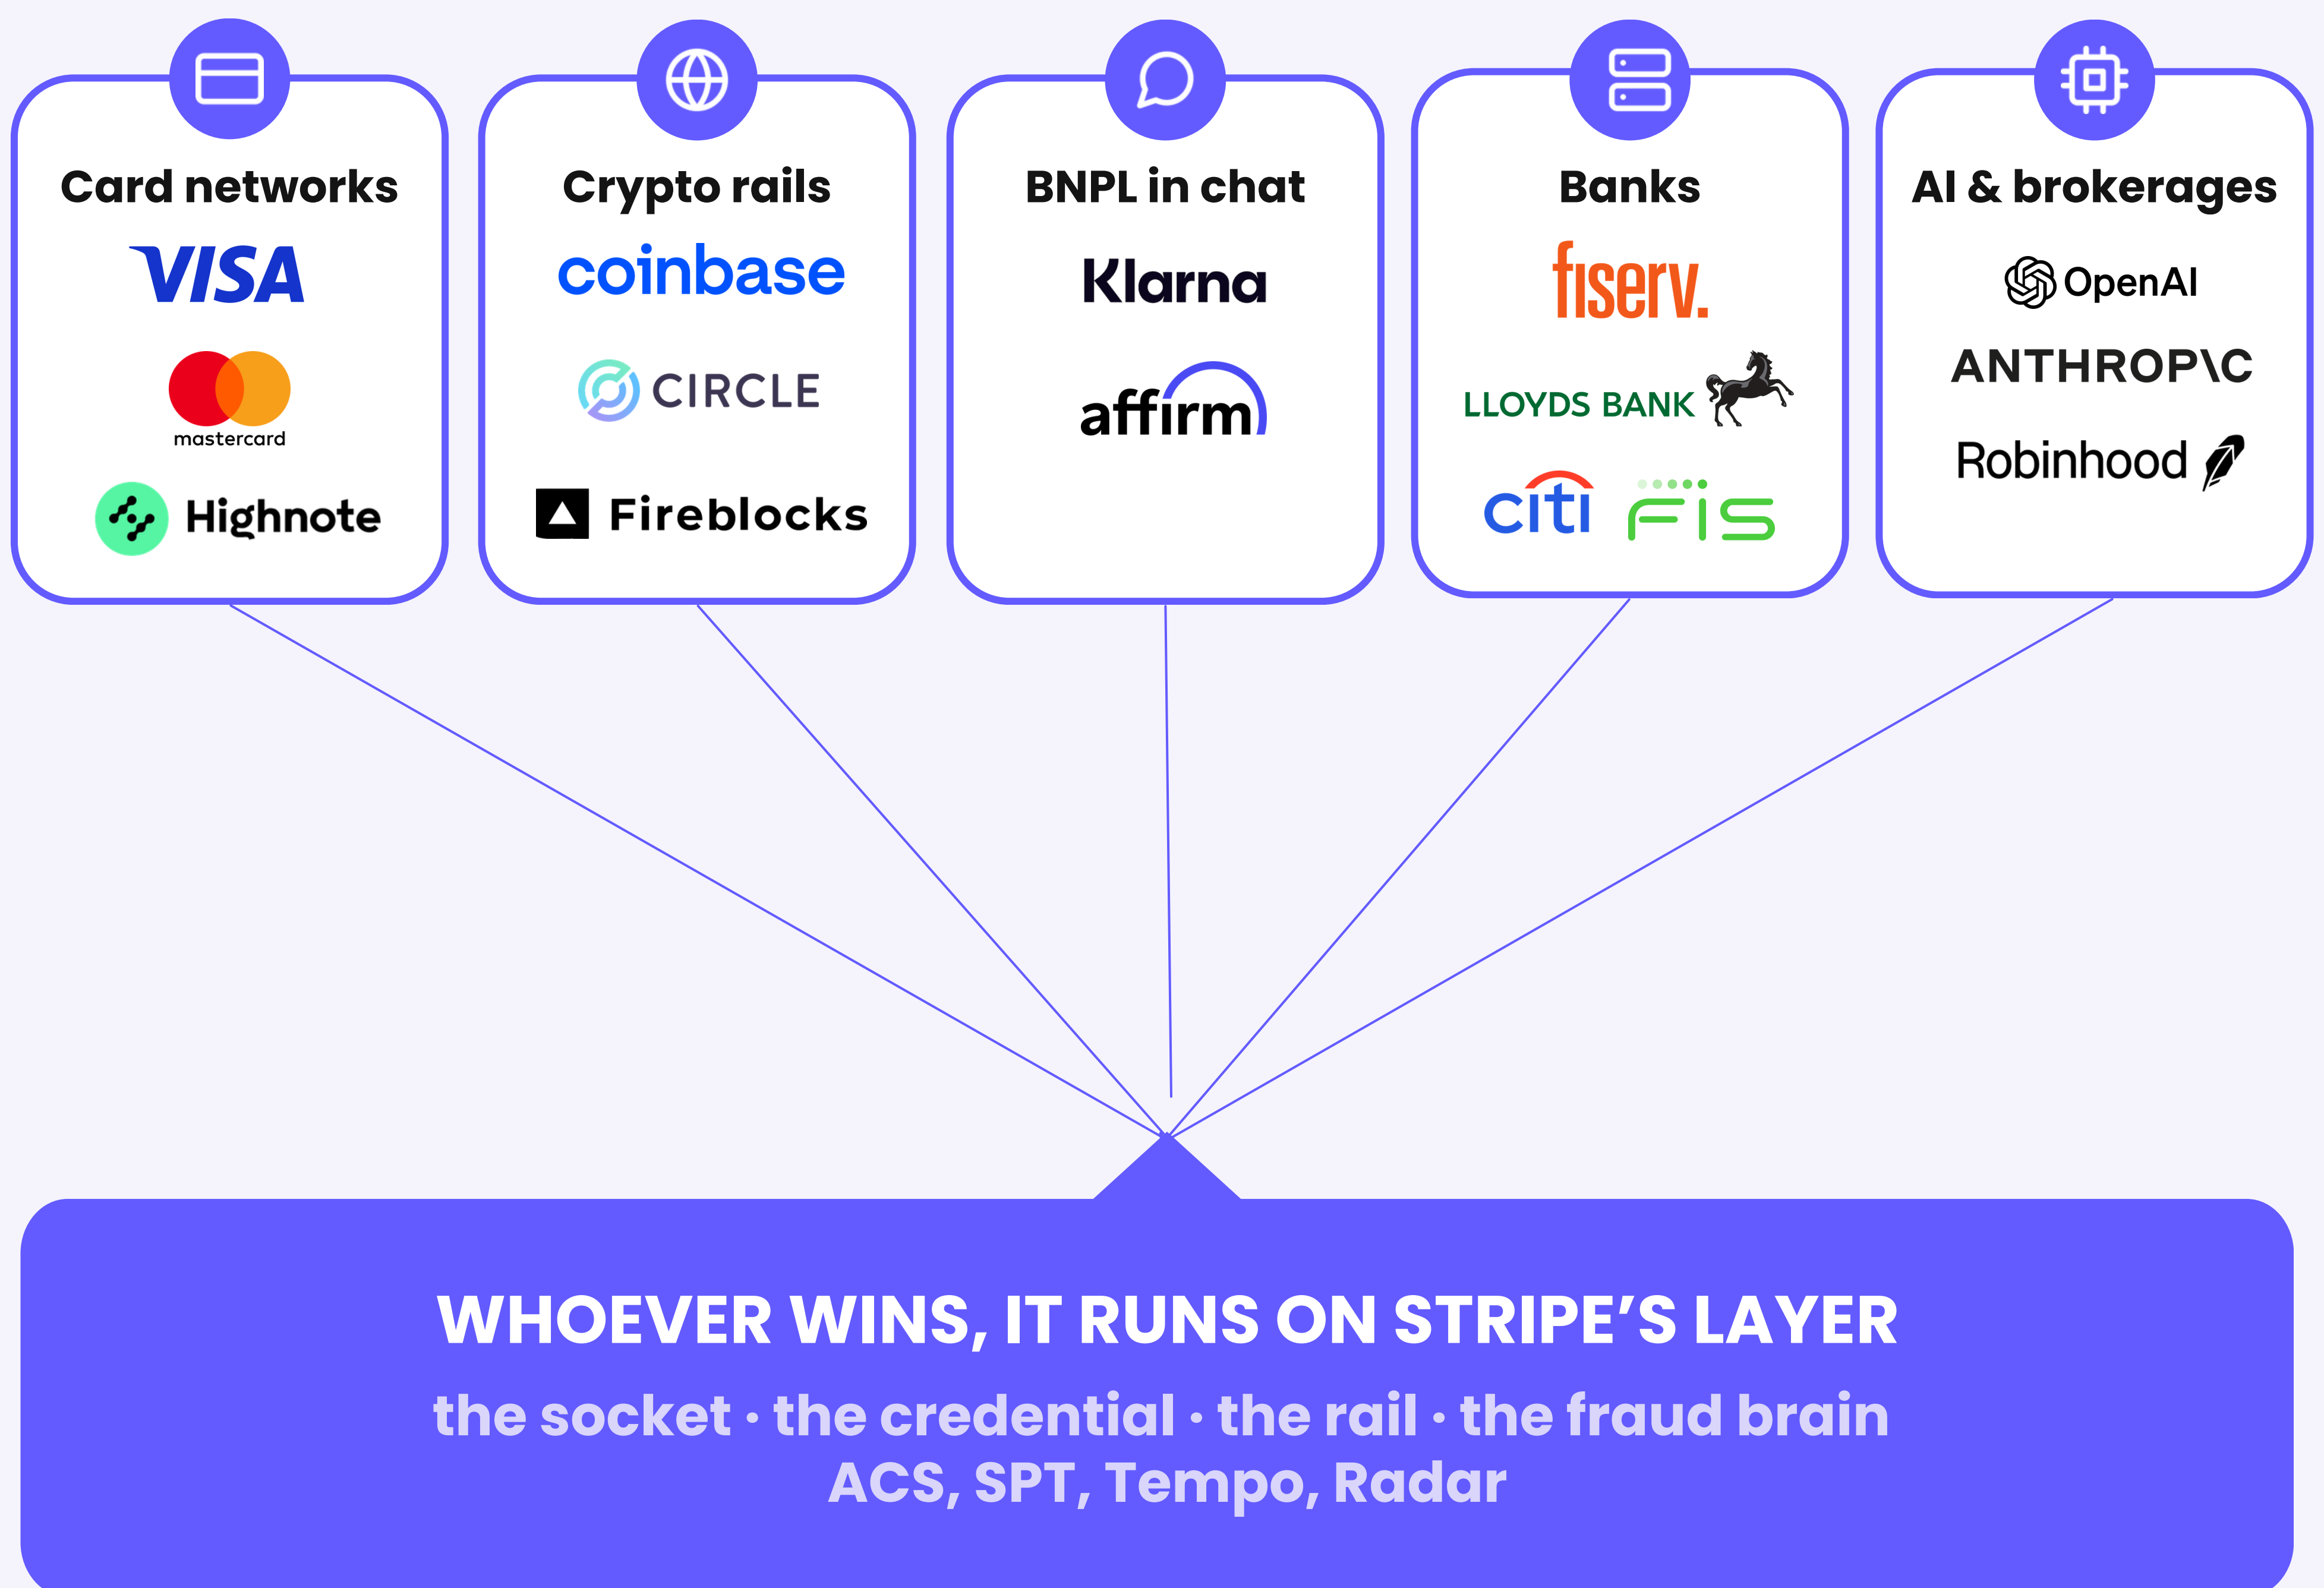 Card networks
VISA
mastercard
Highnote
Crypto rails
coinbase
CIRCLE
Fireblocks
BNPL in chat
Klarna
affirm
Banks
fiserv.
LLOYDS BANK
citi FIS
AI & brokerages
OpenAI
ANTHROP\C
Robinhood
WHOEVER WINS, IT RUNS ON STRIPE’S LAYER
the socket · the credential · the rail · the fraud brain
ACS, SPT, Tempo, Radar